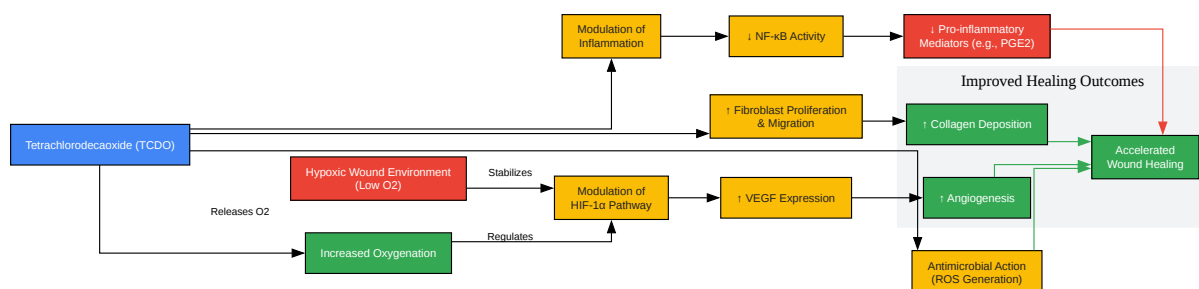 Modulation of
Inflammation
↓ NF-κB Activity
↓ Pro-inflammatory
Mediators (e.g., PGE2)
Improved Healing Outcomes
↑ Fibroblast Proliferation
& Migration
↑ Collagen Deposition
Tetrachlorodecaoxide (TCDO)
Accelerated
Wound Healing
Hypoxic Wound Environment
(Low O2)
Stabilizes
Modulation of
HIF-1α Pathway
↑ VEGF Expression
↑ Angiogenesis
Releases O2
Regulates
Increased Oxygenation
Antimicrobial Action
(ROS Generation)